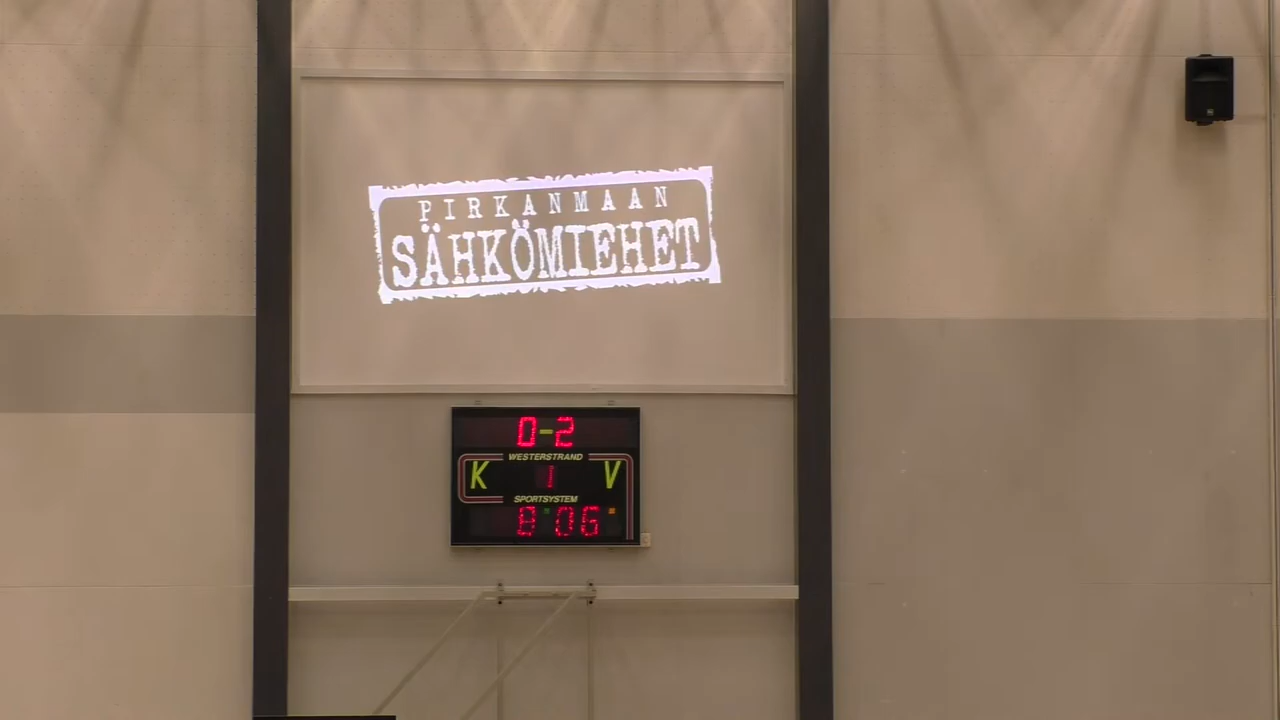 PIRKANMAAN
SÄHKÖMIEHET
0-2
WESTERSTRAND
K 1 V
SPORTSYSTEM
8 06